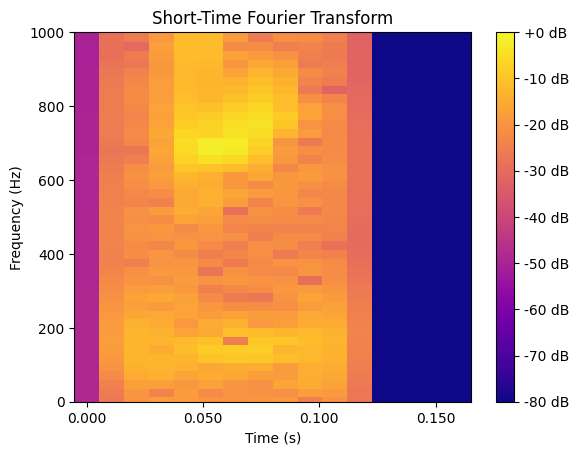 Short-Time Fourier Transform
1000
800
600
400
200
0
Frequency (Hz)
0.000
0.050
0.100
0.150
Time (s)
+0 dB
-10 dB
-20 dB
-30 dB
-40 dB
-50 dB
-60 dB
-70 dB
-80 dB